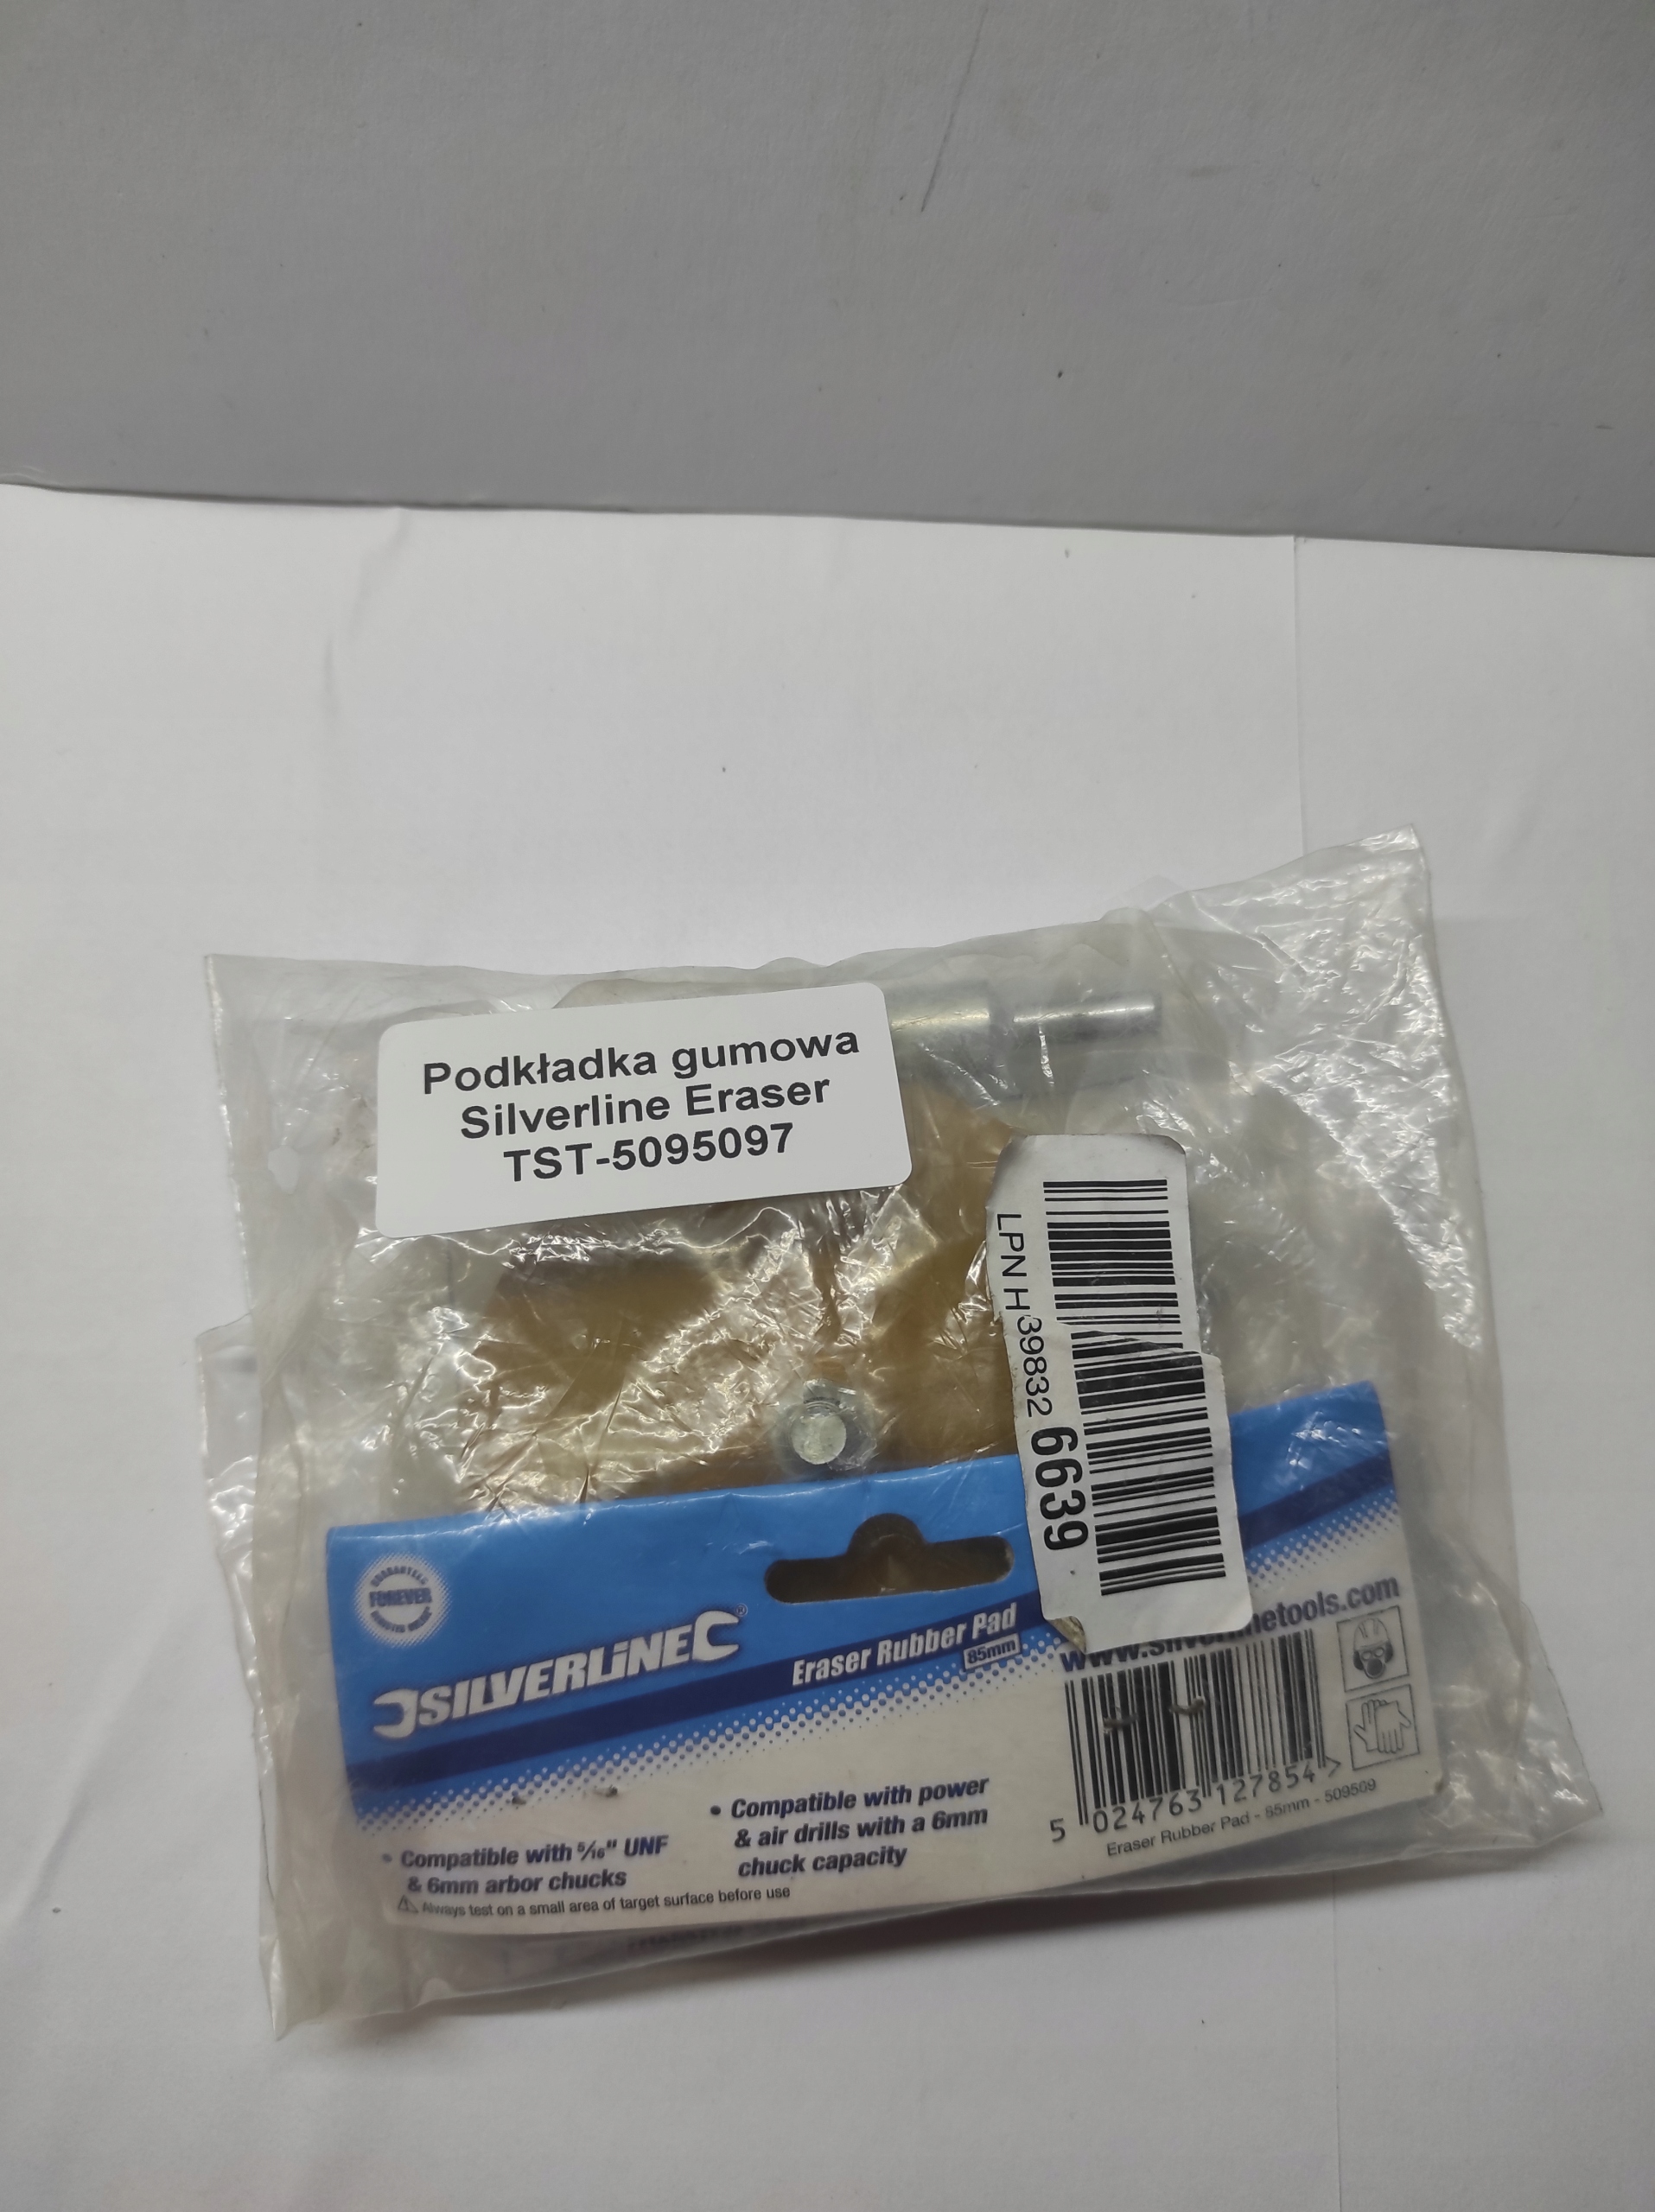 Podkładka gumowa
Silverline Eraser
TST-5095097
LPN H39832 6639
GUARANTEED
FOREVER
SILVERLINE®
Eraser Rubber Pad
85mm
• Compatible with 5/16" UNF
& 6mm arbor chucks
• Compatible with power
& air drills with a 6mm
chuck capacity
Always test on a small area of target surface before use
www.silverlinetools.com
5 024763 127854 >
Eraser Rubber Pad - 85mm - 509509